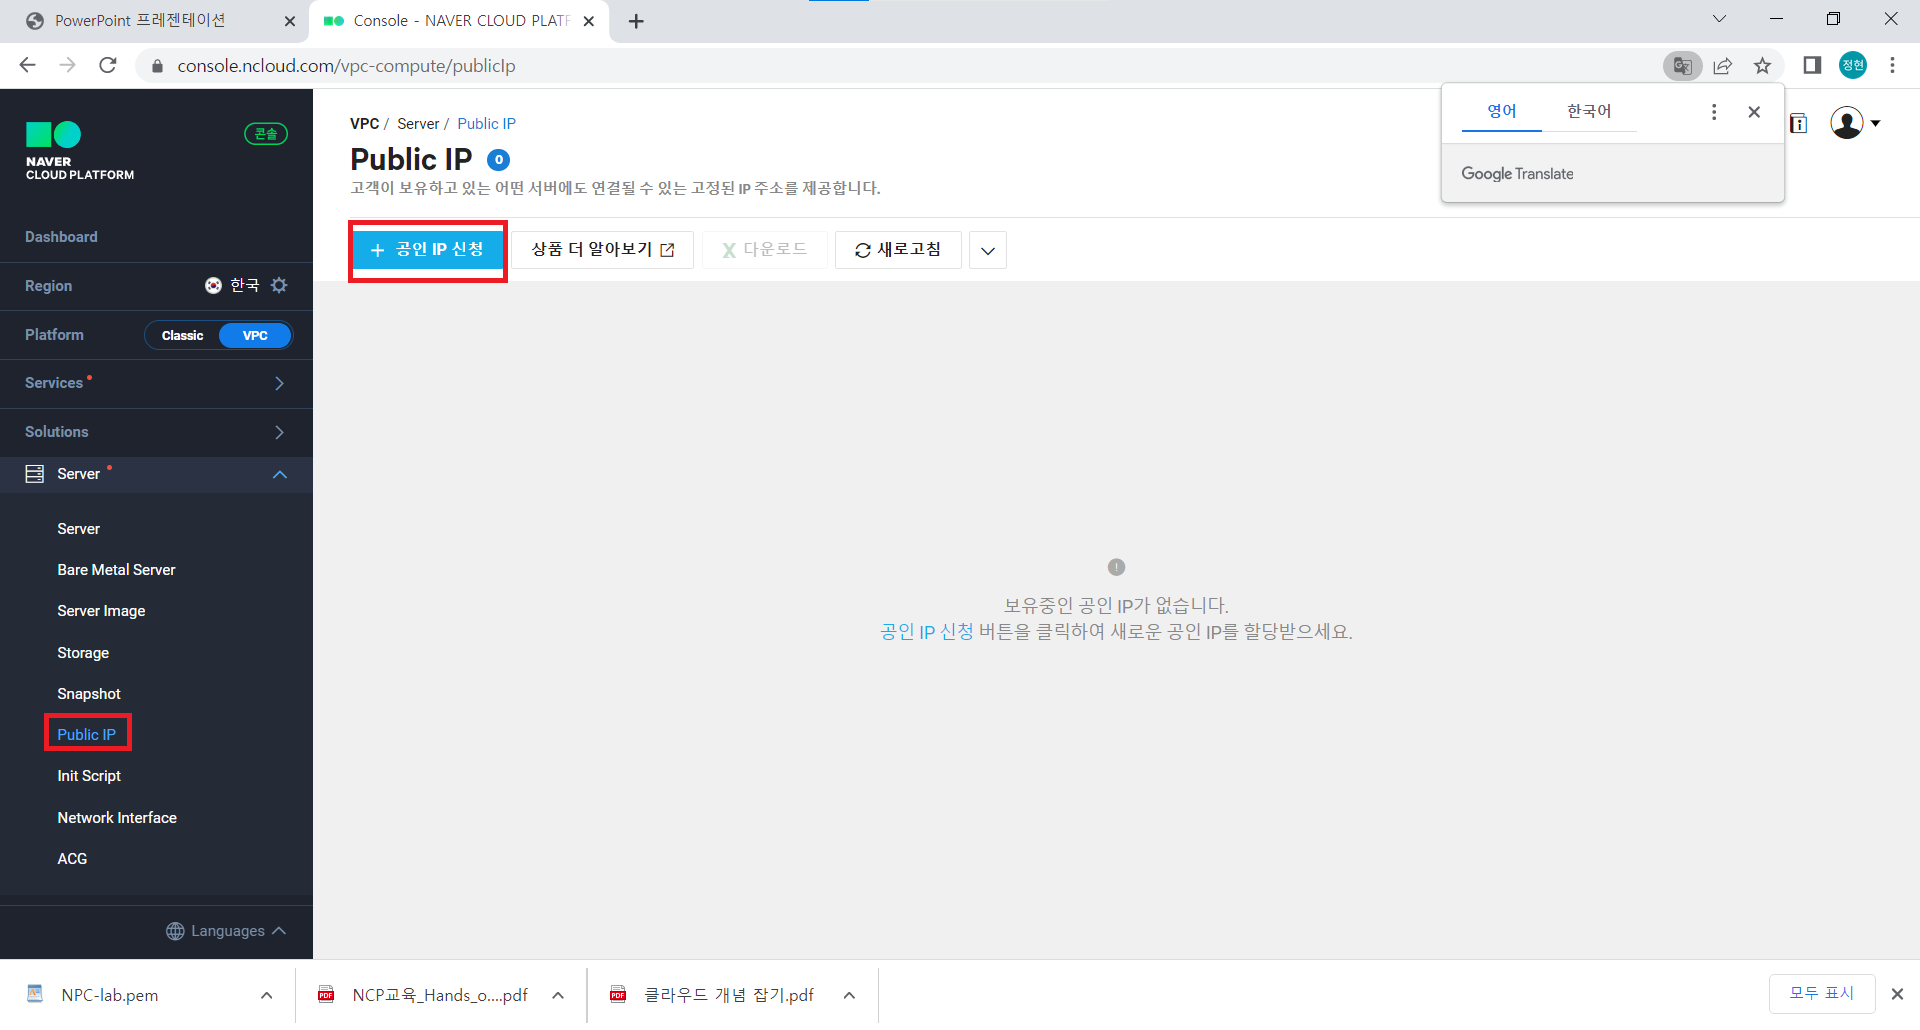 PowerPoint 프레젠테이션
Console - NAVER CLOUD PLATF
console.ncloud.com/vpc-compute/publicIp
정현
영어 한국어
Google Translate
NAVER
CLOUD PLATFORM
콘솔
Dashboard
Region 한국
Platform Classic VPC
Services
Solutions
Server
Server
Bare Metal Server
Server Image
Storage
Snapshot
Public IP
Init Script
Network Interface
ACG
Languages
VPC / Server / Public IP
Public IP 0
고객이 보유하고 있는 어떤 서버에도 연결될 수 있는 고정된 IP 주소를 제공합니다.
+ 공인 IP 신청 상품 더 알아보기 다운로드 새로고침
보유중인 공인 IP가 없습니다.
공인 IP 신청 버튼을 클릭하여 새로운 공인 IP를 할당받으세요.
NPC-lab.pem
PDF NCP교육_Hands_o....pdf
PDF 클라우드 개념 잡기.pdf
모두 표시